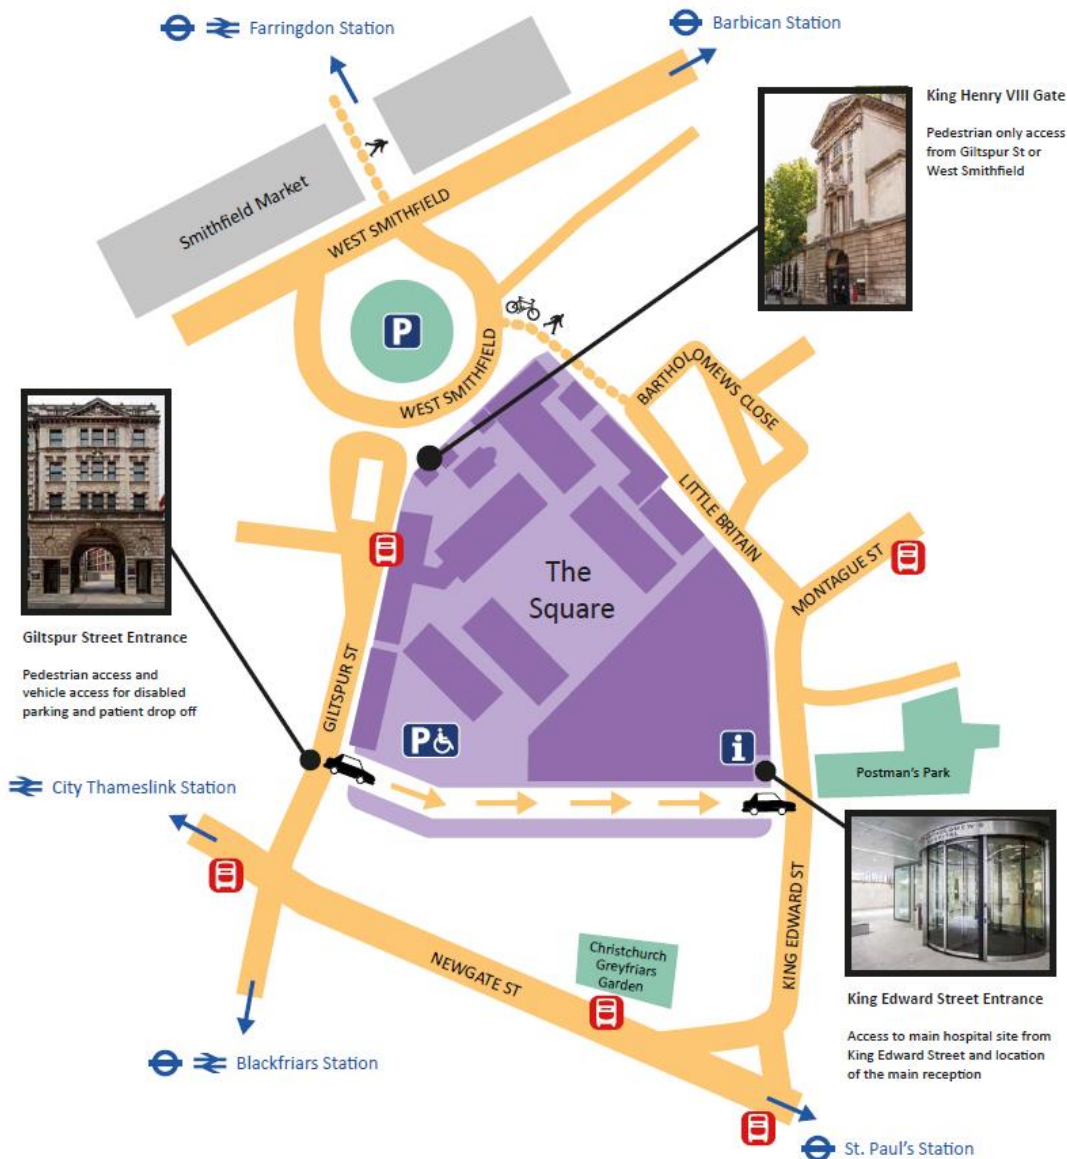 Farringdon Station
Barbican Station
King Henry VIII Gate
Pedestrian only access
from Giltspur St or
West Smithfield
Smithfield Market
WEST SMITHFIELD
P
WEST SMITHFIELD
BARTHOLOMEWS CLOSE
LITTLE BRITAIN
MONTAGUE ST
The
Square
Giltspur Street Entrance
Pedestrian access and
vehicle access for disabled
parking and patient drop off
GILTSPUR ST
P
i
Postman's Park
City Thameslink Station
KING EDWARD ST
Christchurch
Greyfriars
Garden
NEWGATE ST
King Edward Street Entrance
Access to main hospital site from
King Edward Street and location
of the main reception
Blackfriars Station
St. Paul's Station